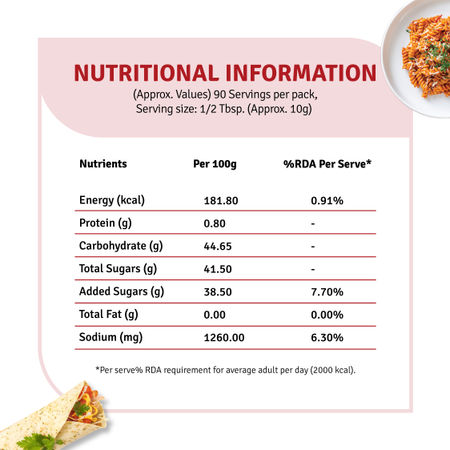 NUTRITIONAL INFORMATION
(Approx. Values) 90 Servings per pack,
Serving size: 1/2 Tbsp. (Approx. 10g)
Nutrients Per 100g %RDA Per Serve*
Energy (kcal) 181.80 0.91%
Protein (g) 0.80 -
Carbohydrate (g) 44.65 -
Total Sugars (g) 41.50 -
Added Sugars (g) 38.50 7.70%
Total Fat (g) 0.00 0.00%
Sodium (mg) 1260.00 6.30%
*Per serve% RDA requirement for average adult per day (2000 kcal).